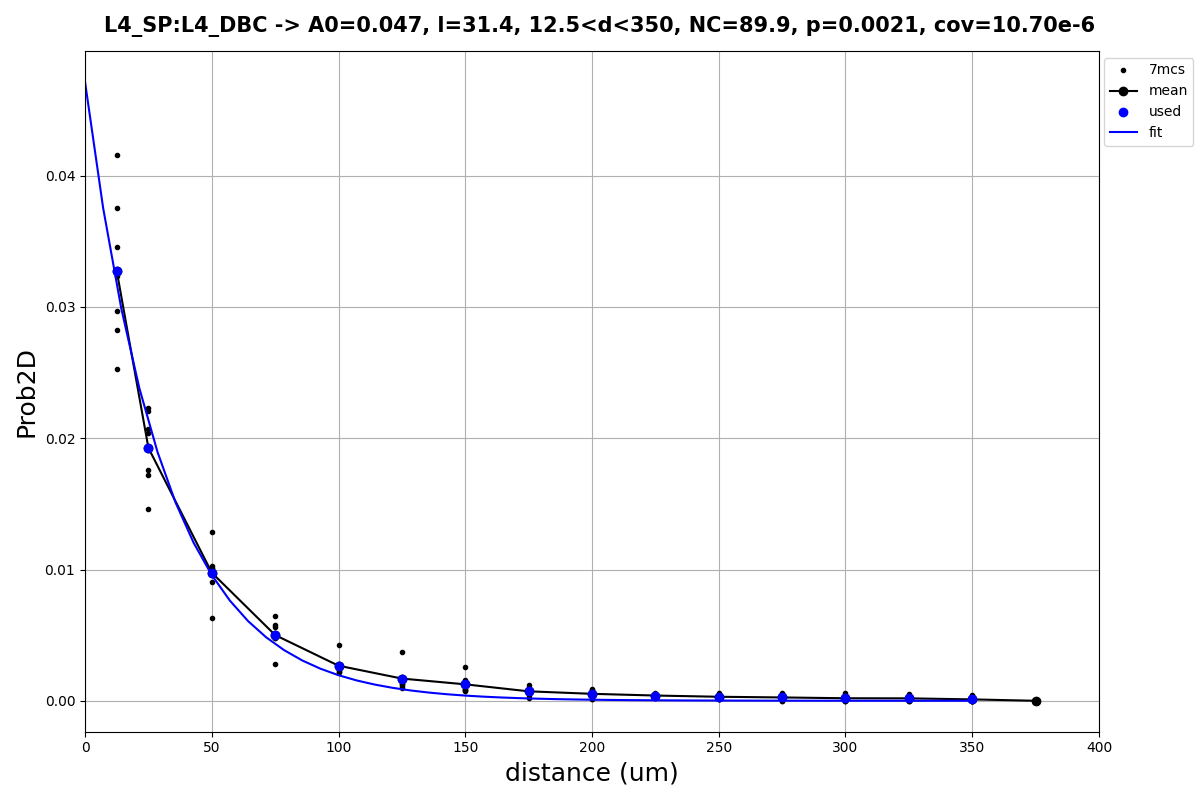 L4_SP:L4_DBC -> A0=0.047, l=31.4, 12.5<d<350, NC=89.9, p=0.0021, cov=10.70e-6
7mcs
mean
used
fit
0.04
0.03
0.02
0.01
0.00
Prob2D
0 50 100 150 200 250 300 350 400
distance (um)